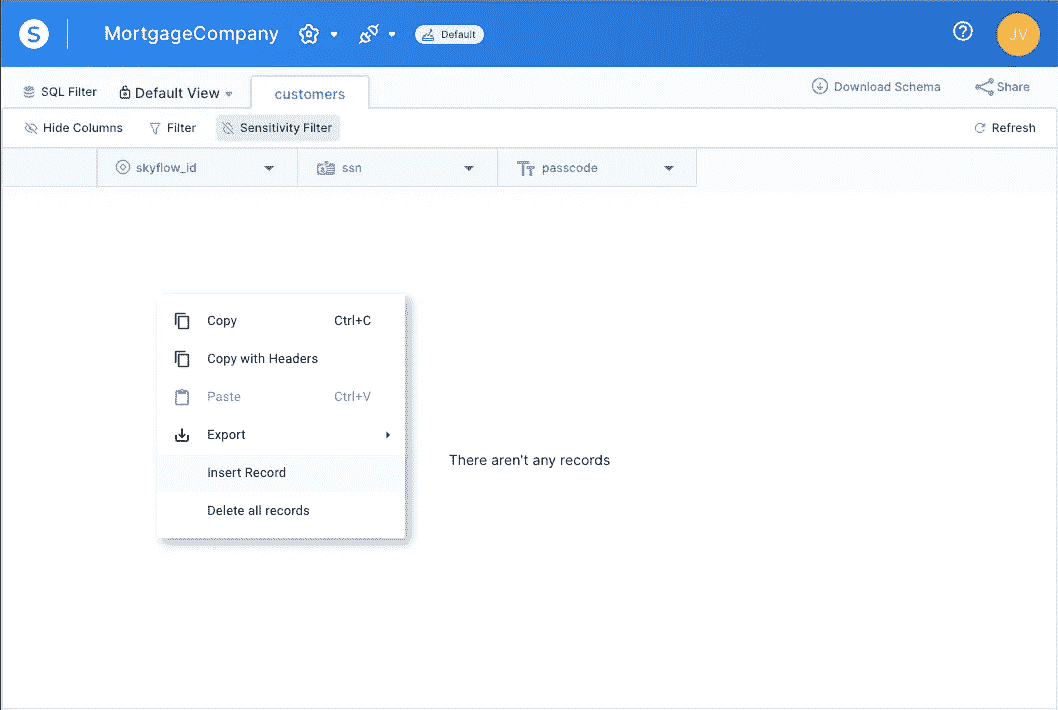 S MortgageCompany Default JV
SQL Filter Default View customers Download Schema Share
Hide Columns Filter Sensitivity Filter Refresh
skyflow_id ssn Tт passcode
Copy Ctrl+C
Copy with Headers
Paste Ctrl+V
Export
Insert Record
There aren't any records
Delete all records